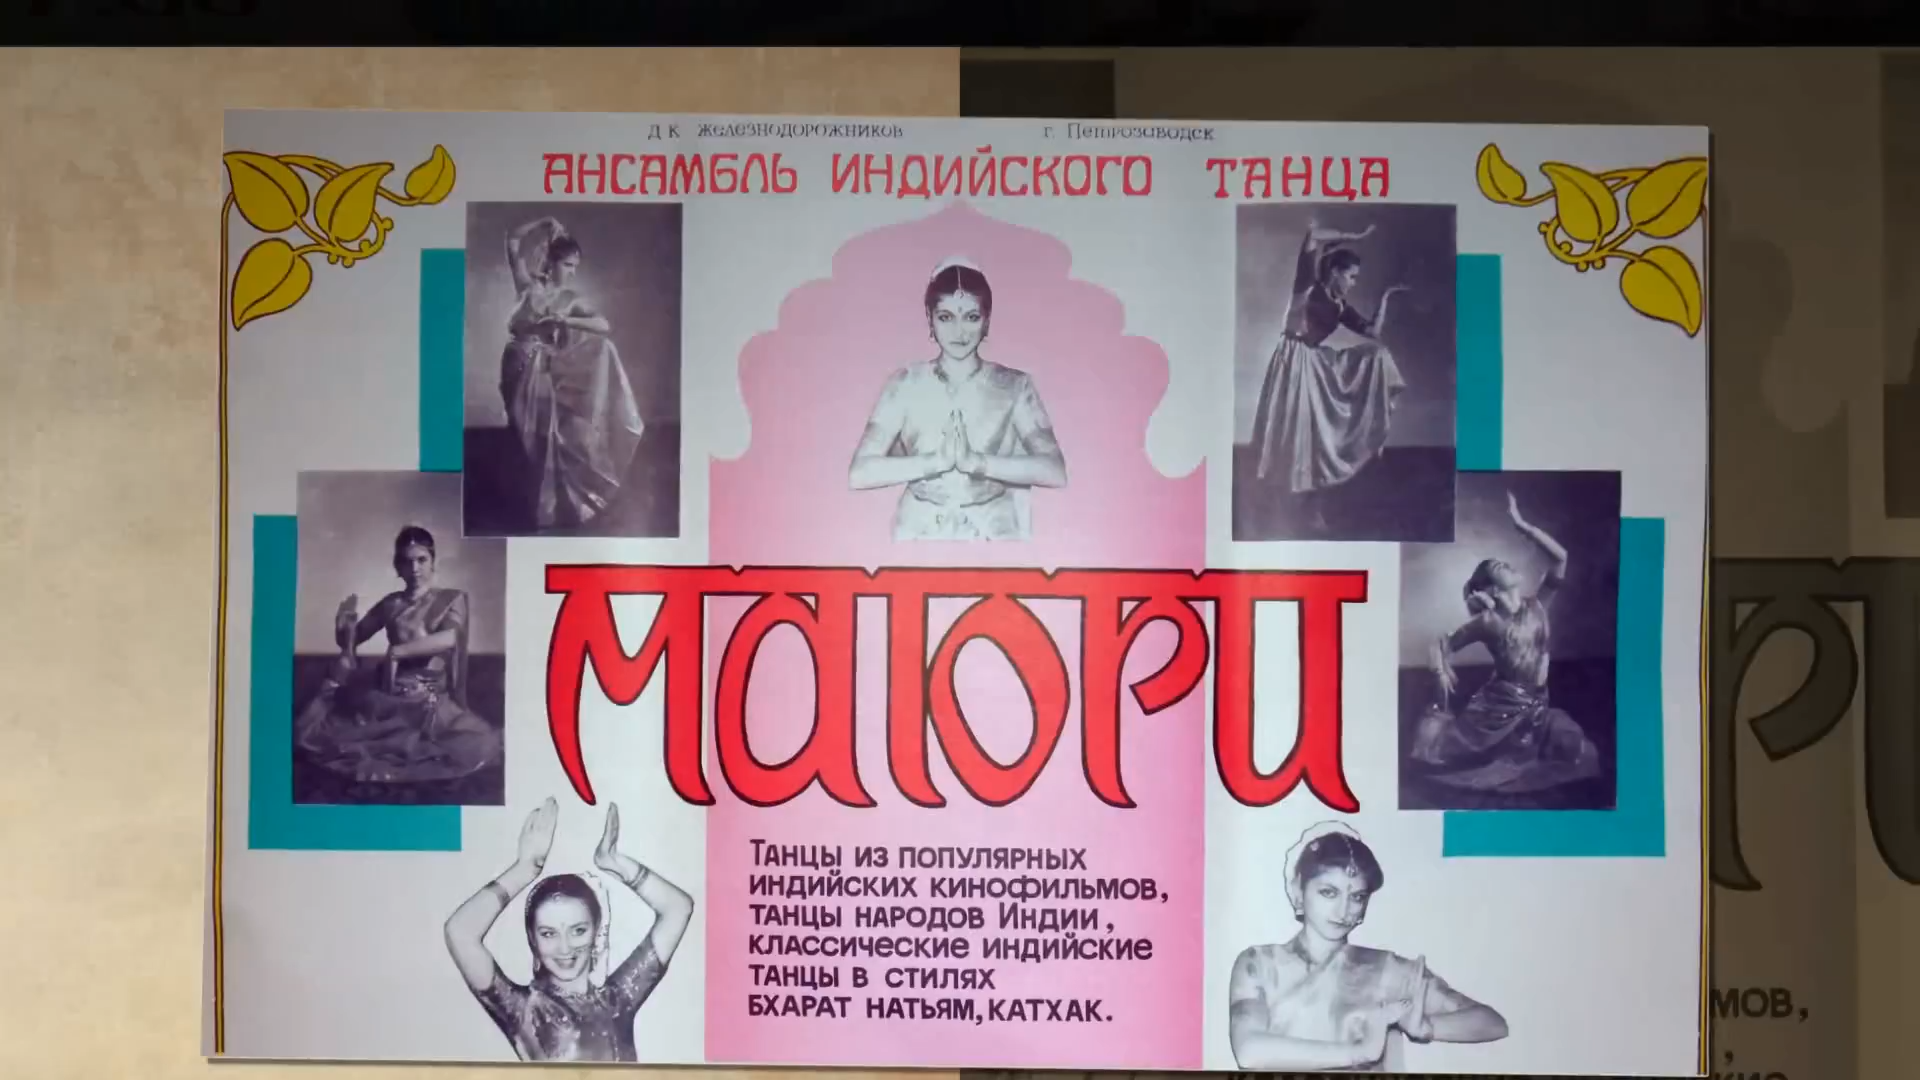 ДК ЖЕЛЕЗНОДОРОЖНИКОВ г. Петрозаводск
АНСАМБЛЬ ИНДИЙСКОГО ТАНЦА
МАЮРИ
ТАНЦЫ ИЗ ПОПУЛЯРНЫХ
ИНДИЙСКИХ КИНОФИЛЬМОВ,
ТАНЦЫ НАРОДОВ ИНДИИ,
КЛАССИЧЕСКИЕ ИНДИЙСКИЕ
ТАНЦЫ В СТИЛЯХ
БХАРАТ НАТЬЯМ, КАТХАК.